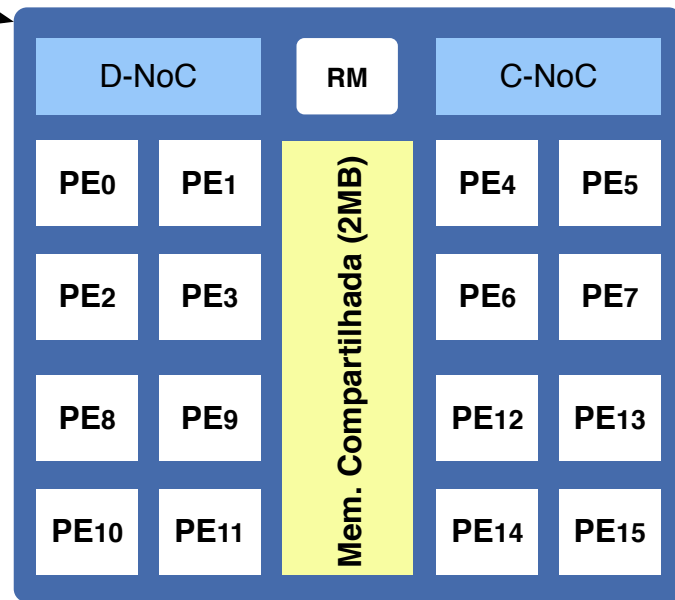 D-NoC RM C-NoC
PE0 PE1 PE4 PE5
PE2 PE3 PE6 PE7
PE8 PE9 PE12 PE13
PE10 PE11 PE14 PE15
Mem. Compartilhada (2MB)